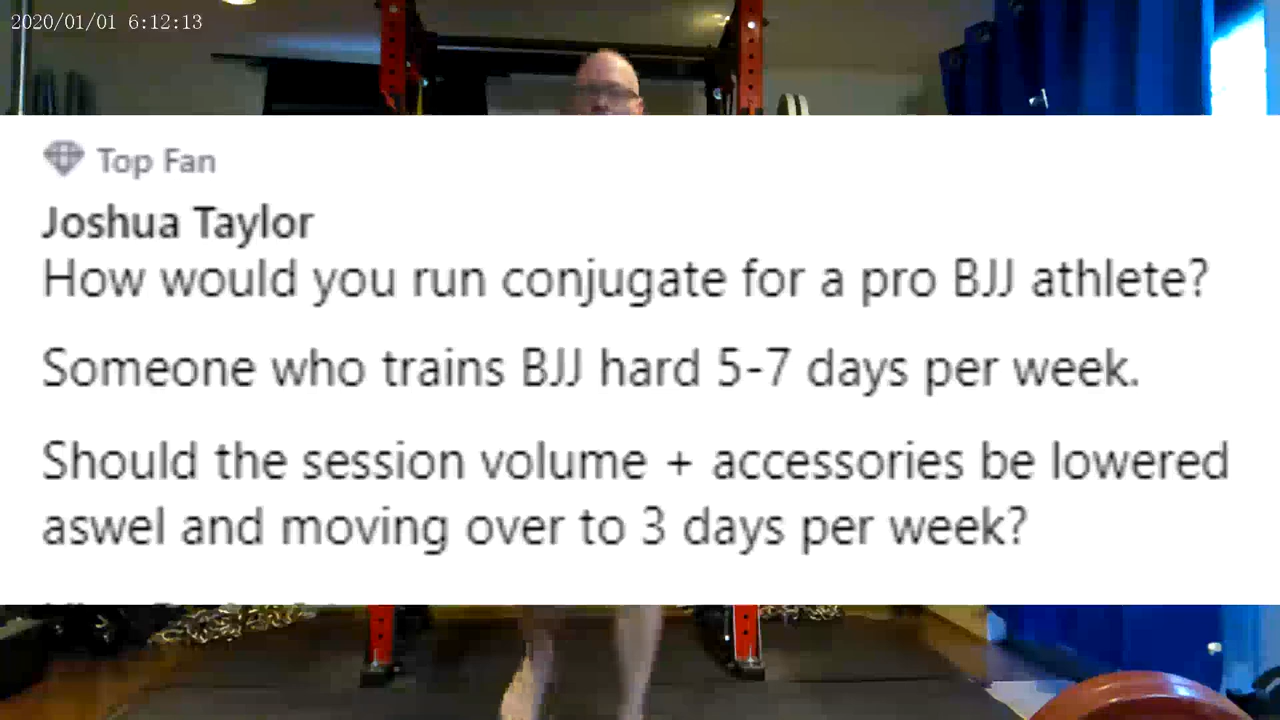 2020/01/01 6:12:13
Top Fan
Joshua Taylor
How would you run conjugate for a pro BJJ athlete?
Someone who trains BJJ hard 5-7 days per week.
Should the session volume + accessories be lowered
aswel and moving over to 3 days per week?